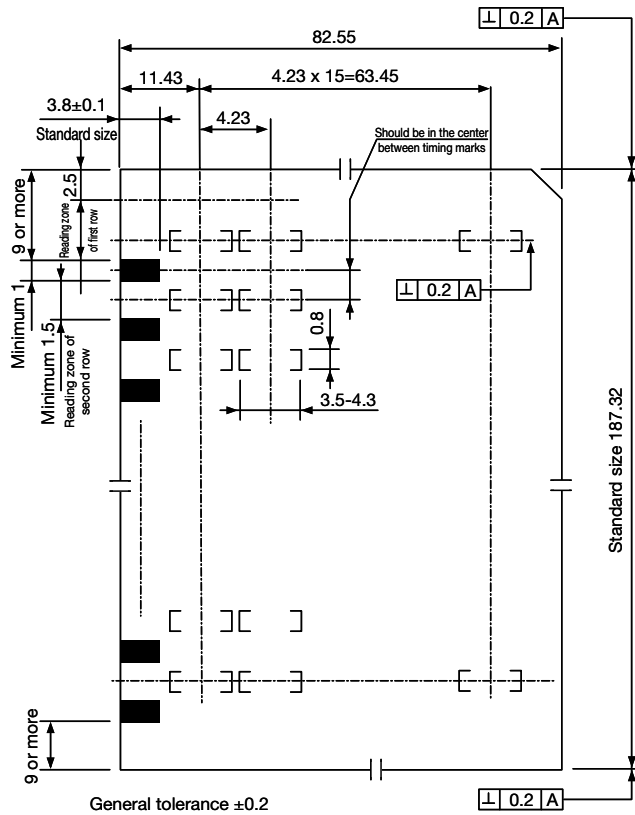 ⊥ 0.2 A
82.55
11.43
4.23 x 15=63.45
3.8±0.1
Standard size
4.23
Should be in the center
between timing marks
9 or more
2.5
Reading zone
of first row
⊥ 0.2 A
Minimum 1
Minimum 1.5
Reading zone of
second row
0.8
3.5-4.3
Standard size 187.32
9 or more
⊥ 0.2 A
General tolerance ±0.2